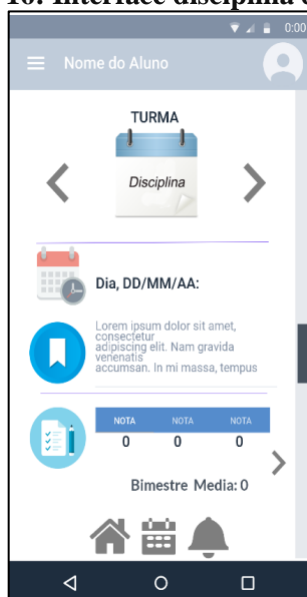 10: Interface disciplina
0:00
Nome do Aluno
TURMA
Disciplina
Dia, DD/MM/AA:
Lorem ipsum dolor sit amet,
consectetur
adipiscing elit. Nam gravida
venenatis
accumsan. In mi massa, tempus
NOTA NOTA NOTA
0 0 0
Bimestre Media: 0